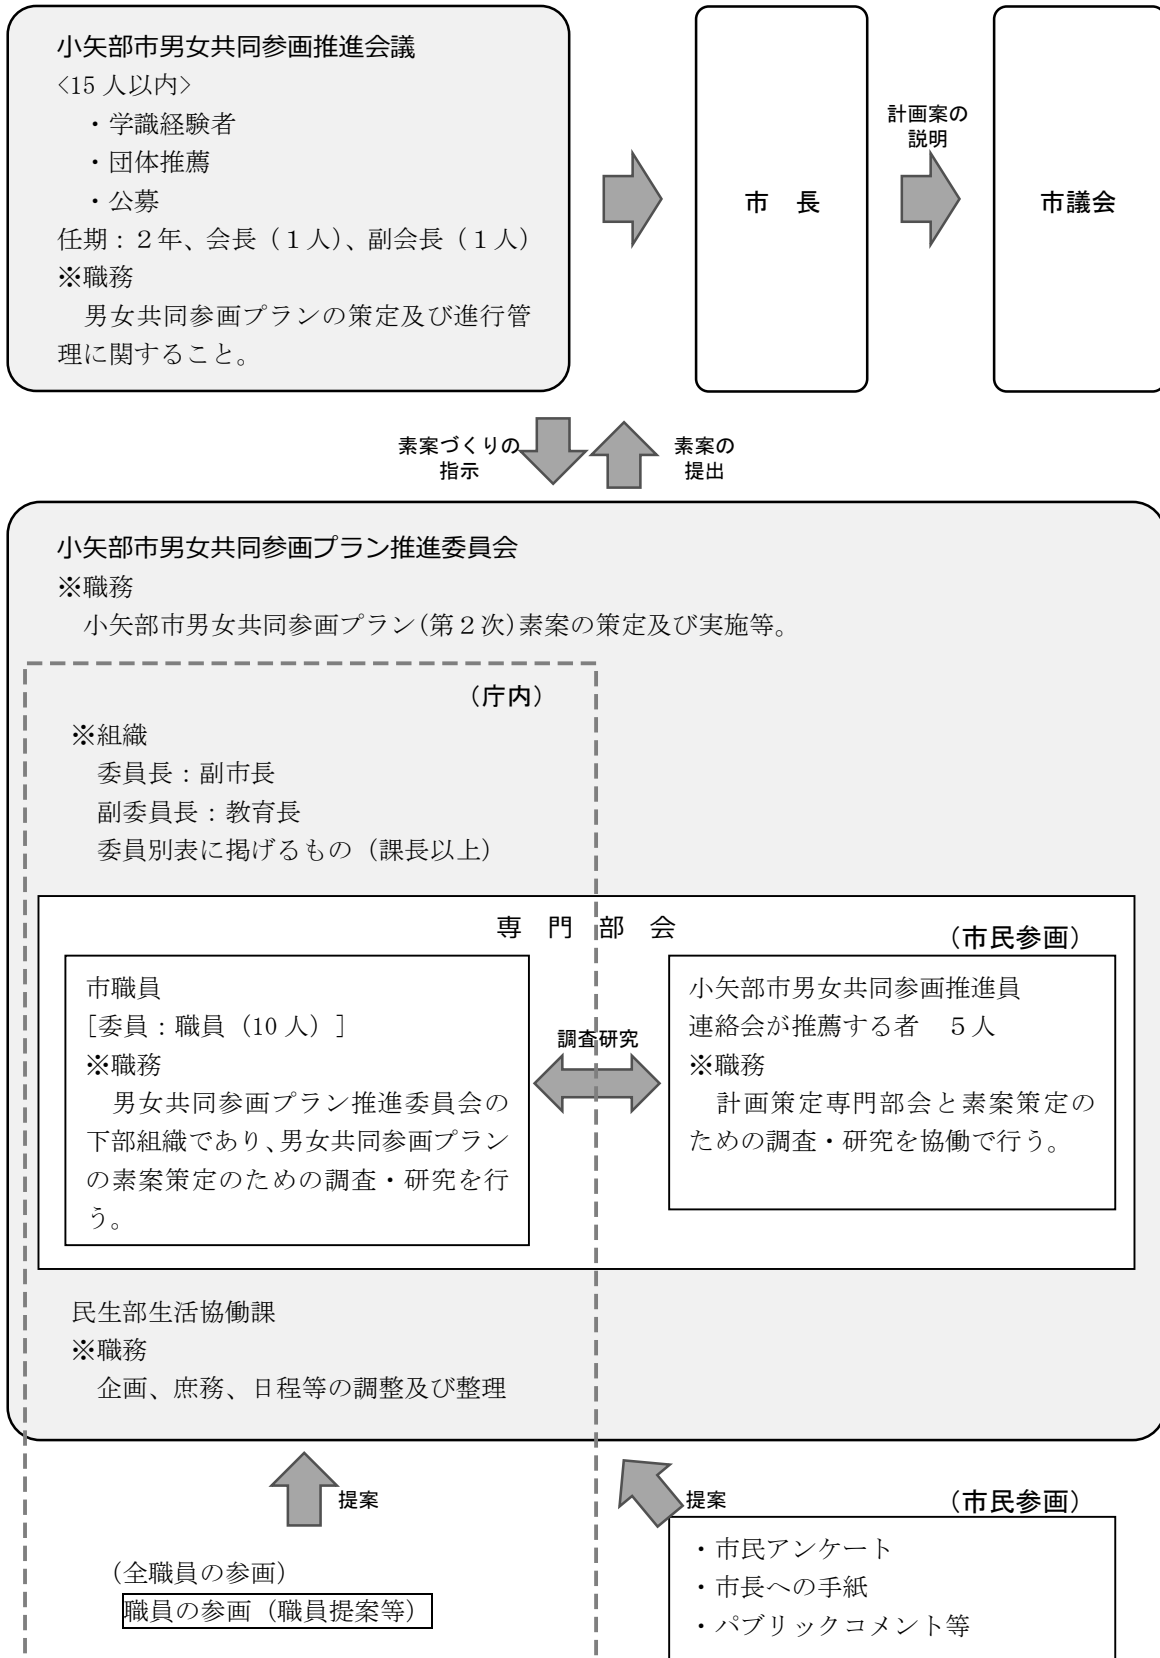 小矢部市男女共同参画推進会議
<15 人以内>
・学識経験者
・団体推薦
・公募
任期：２年、会長（１人）、副会長（１人）
※職務
男女共同参画プランの策定及び進行管
理に関すること。
市　長
計画案の
説明
市議会
素案づくりの
指示
素案の
提出
小矢部市男女共同参画プラン推進委員会
※職務
小矢部市男女共同参画プラン(第２次)素案の策定及び実施等。
（庁内）
※組織
委員長：副市長
副委員長：教育長
委員別表に掲げるもの（課長以上）
専　門　部　会
（市民参画）
市職員
[委員：職員（10 人）]
※職務
男女共同参画プラン推進委員会の
下部組織であり、男女共同参画プラン
の素案策定のための調査・研究を行
う。
調査研究
小矢部市男女共同参画推進員
連絡会が推薦する者　５人
※職務
計画策定専門部会と素案策定の
ための調査・研究を協働で行う。
民生部生活協働課
※職務
企画、庶務、日程等の調整及び整理
提案
（全職員の参画）
職員の参画（職員提案等）
提案
（市民参画）
・市民アンケート
・市長への手紙
・パブリックコメント等